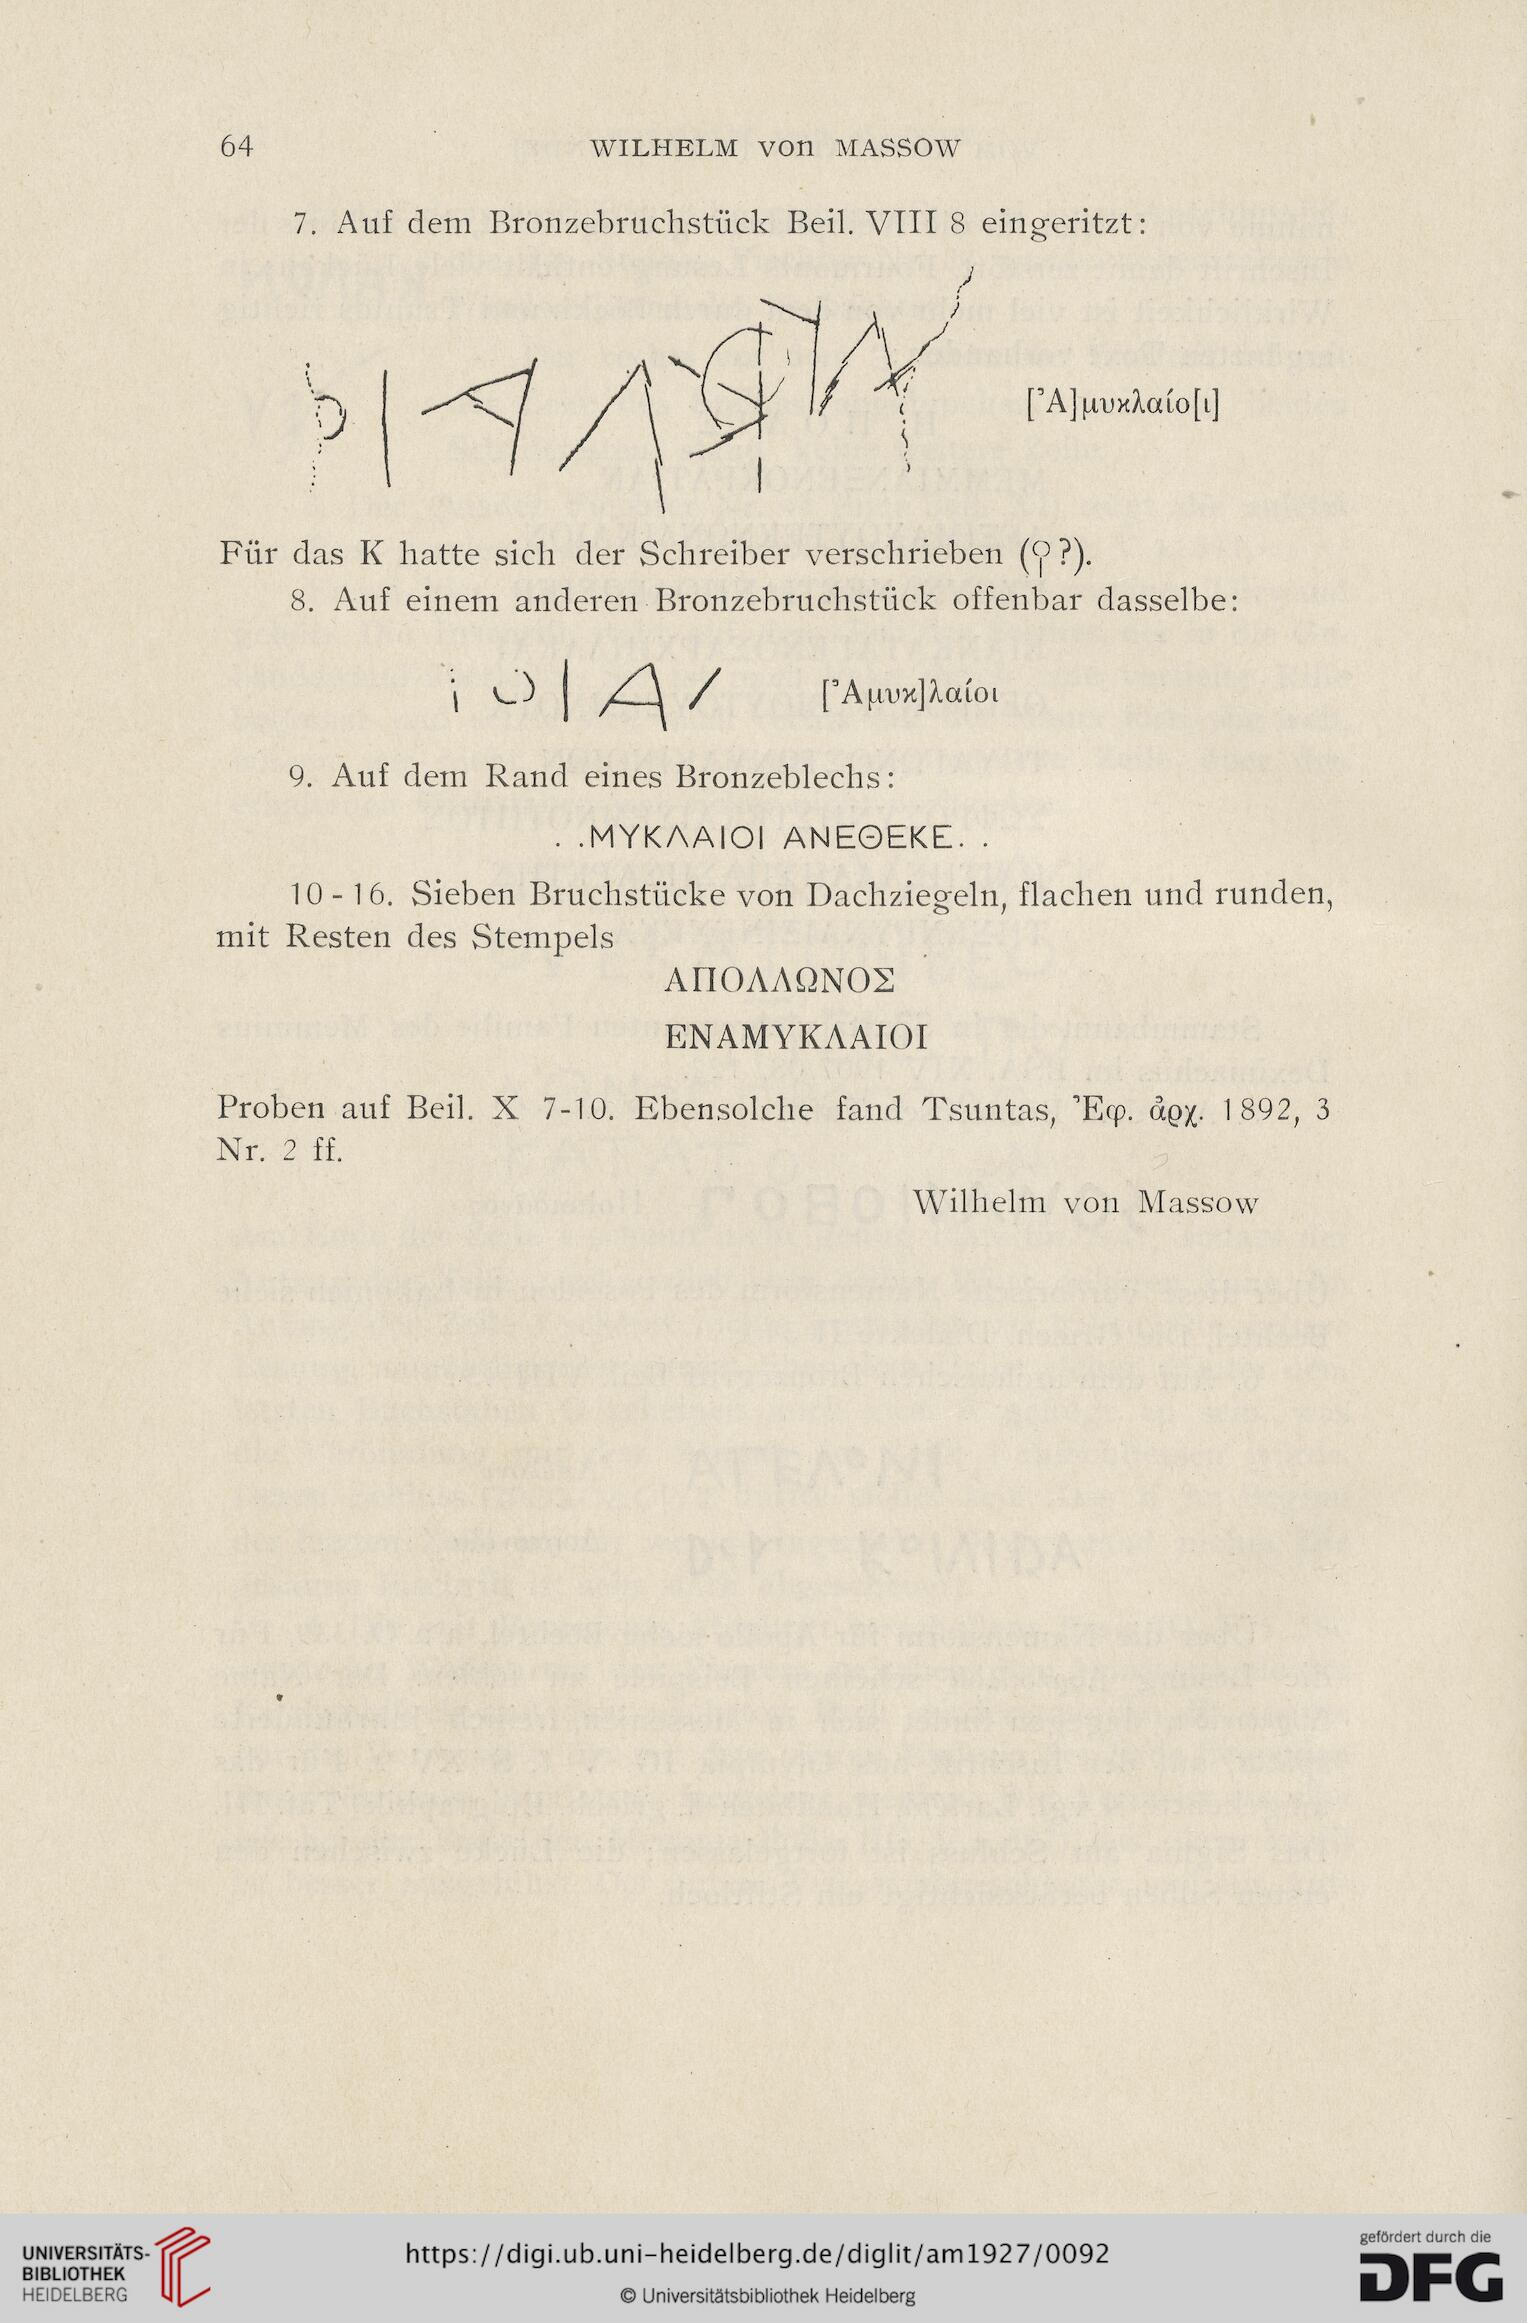 64 WILHELM von MASSOW
7. Auf dem Bronzebruchstück Beil. VIII 8 eingeritzt:
[Ἀ]μυκλαίο[ι]
Für das K hatte sich der Schreiber verschrieben (ϙ?).
8. Auf einem anderen Bronzebruchstück offenbar dasselbe:
[Ἀμυκ]λαίοι
9. Auf dem Rand eines Bronzeblechs:
. .ΜΥΚΛΑΙΟΙ ΑΝΕΘΕΚΕ. .
10-16. Sieben Bruchstücke von Dachziegeln, flachen und runden,
mit Resten des Stempels
ΑΠΟΛΛΩΝΟΣ
ΕΝΑΜΥΚΛΑΙΟΙ
Proben auf Beil. X 7-10. Ebensolche fand Tsuntas, Ἐφ. ἀρχ. 1892, 3
Nr. 2 ff.
Wilhelm von Massow
UNIVERSITÄTS-
BIBLIOTHEK
HEIDELBERG
https://digi.ub.uni-heidelberg.de/diglit/am1927/0092
© Universitätsbibliothek Heidelberg
gefördert durch die
DFG